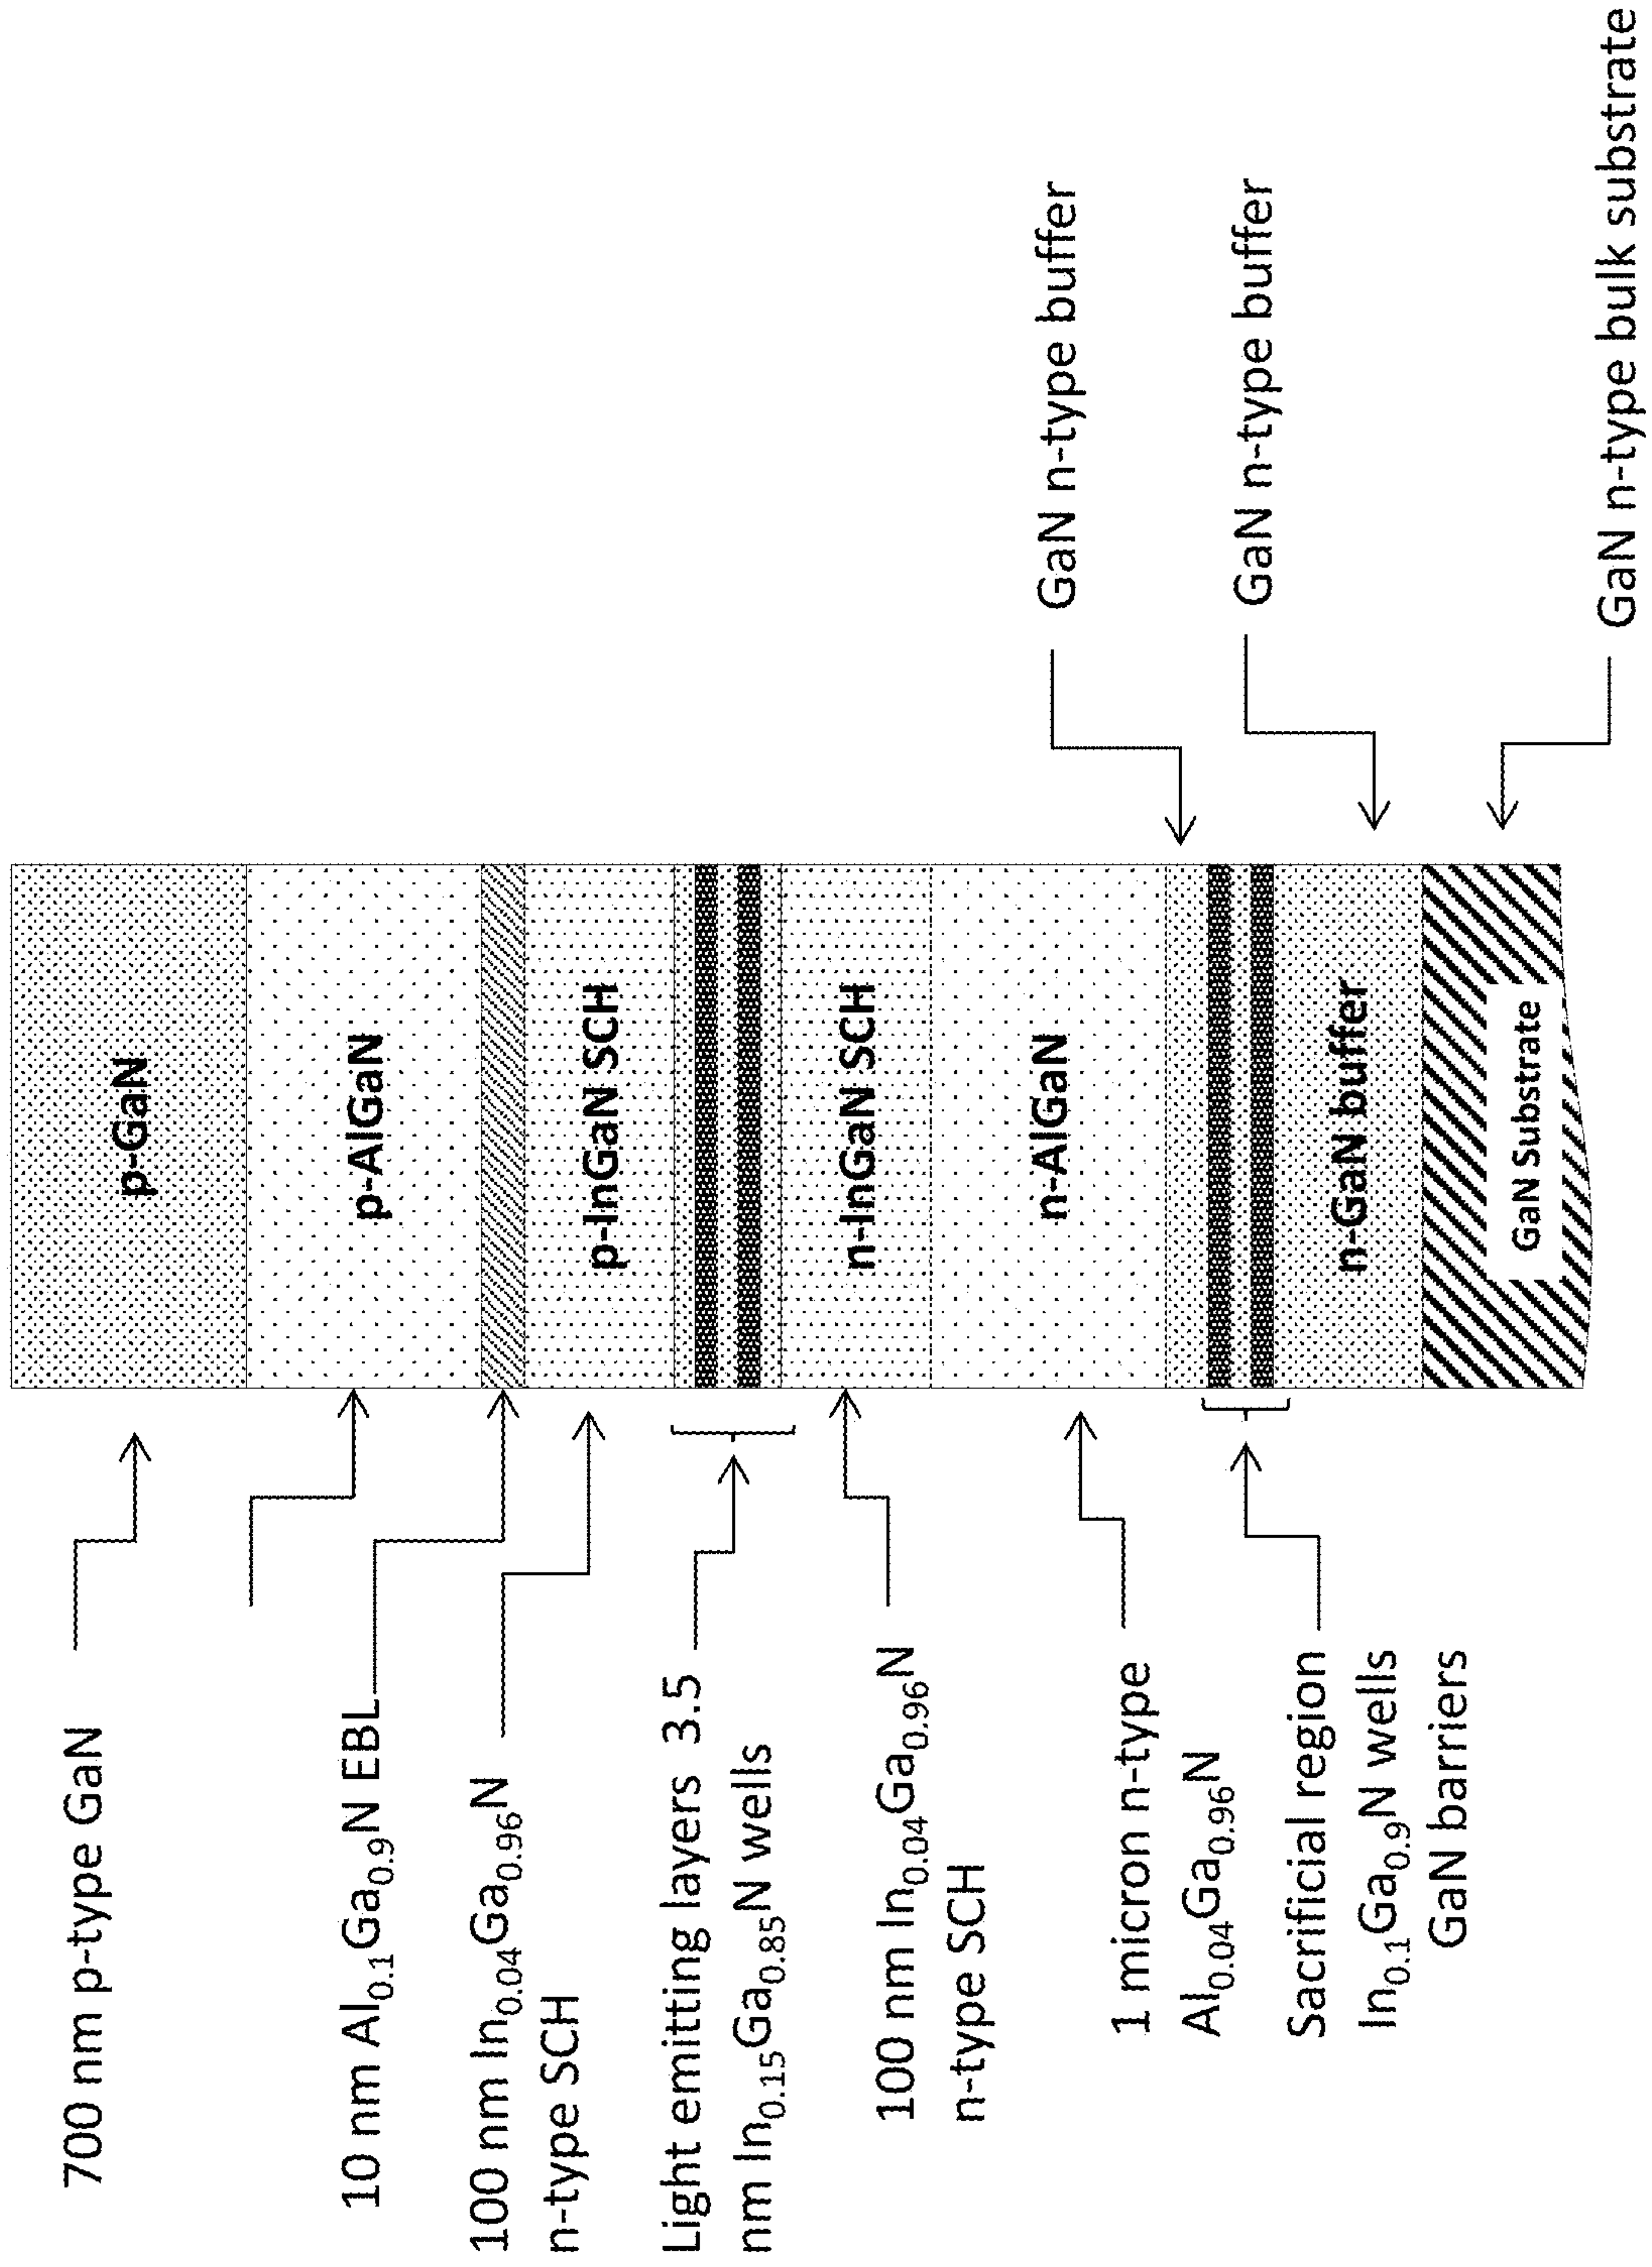 700 nm p-type GaN
10 nm Al0.1Ga0.9N EBL
100 nm In0.04Ga0.96N
n-type SCH
Light emitting layers 3.5
nm In0.15Ga0.85N wells
100 nm In0.04Ga0.96N
n-type SCH
1 micron n-type
Al0.04Ga0.96N
Sacrificial region
In0.1Ga0.9N wells
GaN barriers
p-GaN
p-AlGaN
p-InGaN SCH
n-InGaN SCH
n-AlGaN
n-GaN buffer
GaN Substrate
GaN n-type buffer
GaN n-type buffer
GaN n-type bulk substrate